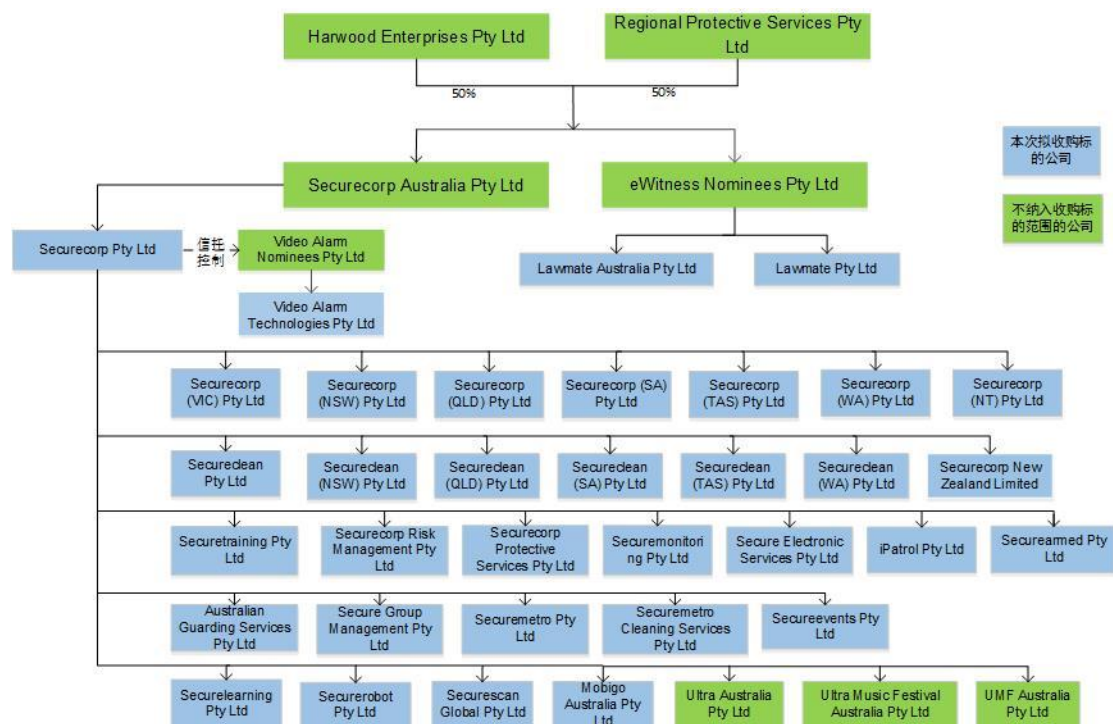 Harwood Enterprises Pty Ltd
Regional Protective Services Pty
Ltd
50%
50%
本次拟收购标
的公司
Securecorp Australia Pty Ltd
eWitness Nominees Pty Ltd
不纳入收购标
的范围的公司
Securecorp Pty Ltd
信托
控制
Video Alarm
Nominees Pty Ltd
Lawmate Australia Pty Ltd
Lawmate Pty Ltd
Video Alarm
Technologies Pty Ltd
Securecorp
(VIC) Pty Ltd
Securecorp
(NSW) Pty Ltd
Securecorp
(QLD) Pty Ltd
Securecorp (SA)
Pty Ltd
Securecorp
(TAS) Pty Ltd
Securecorp
(WA) Pty Ltd
Securecorp
(NT) Pty Ltd
Secureclean
Pty Ltd
Secureclean
(NSW) Pty Ltd
Secureclean
(QLD) Pty Ltd
Secureclean
(SA) Pty Ltd
Secureclean
(TAS) Pty Ltd
Secureclean
(WA) Pty Ltd
Securecorp New
Zealand Limited
Securetraining Pty
Ltd
Securecorp Risk
Management Pty
Ltd
Securecorp
Protective
Services Pty Ltd
Securemonitori
ng Pty Ltd
Secure Electronic
Services Pty Ltd
iPatrol Pty Ltd
Securearmed Pty
Ltd
Australian
Guarding Services
Pty Ltd
Secure Group
Management Pty
Ltd
Securemetro Pty
Ltd
Securemetro
Cleaning Services
Pty Ltd
Secureevents Pty
Ltd
Securelearning
Pty Ltd
Securerobot Pty
Ltd
Securescan
Global Pty Ltd
Mobigo
Australia Pty
Ltd
Ultra Australia
Pty Ltd
Ultra Music Festival
Australia Pty Ltd
UMF Australia
Pty Ltd